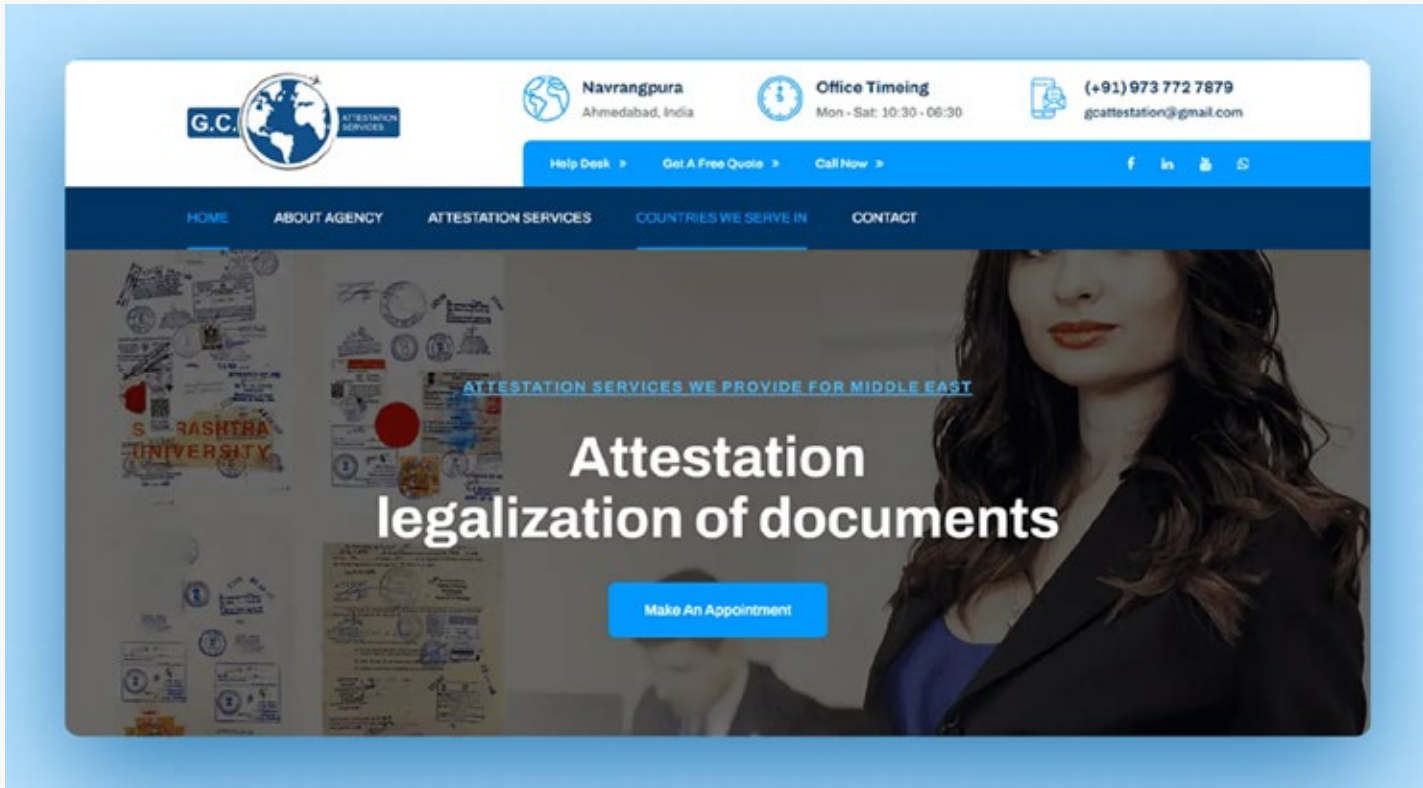 G.C.
ATTESTATION
SERVICES
Navrangpura
Ahmedabad, India
Office Timeing
Mon - Sat: 10:30 - 06:30
(+91) 973 772 7879
gcattestation@gmail.com
Help Desk »
Get A Free Quote »
Call Now »
HOME
ABOUT AGENCY
ATTESTATION SERVICES
COUNTRIES WE SERVE IN
CONTACT
ATTESTATION SERVICES WE PROVIDE FOR MIDDLE EAST
Attestation
legalization of documents
Make An Appointment
UNIVERSITY